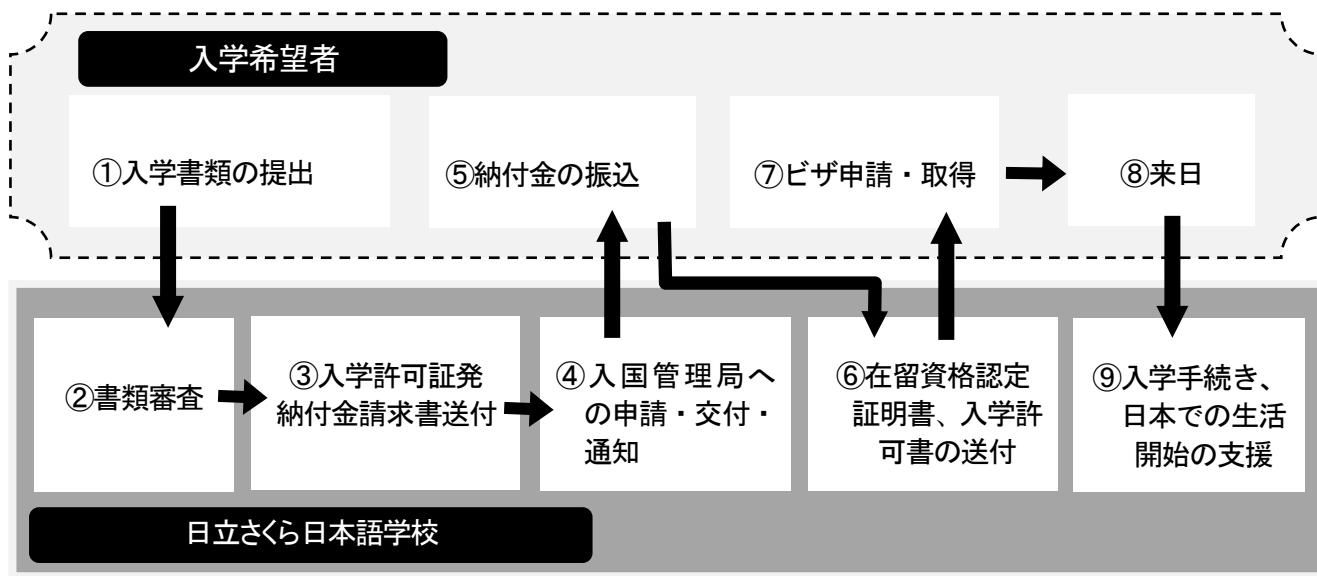 入学希望者
①入学書類の提出
⑤納付金の振込
⑦ビザ申請・取得
⑧来日
②書類審査
③入学許可証発
納付金請求書送付
④入国管理局へ
の申請・交付・
通知
⑥在留資格認定
証明書、入学許
可書の送付
⑨入学手続き、
日本での生活
開始の支援
日立さくら日本語学校